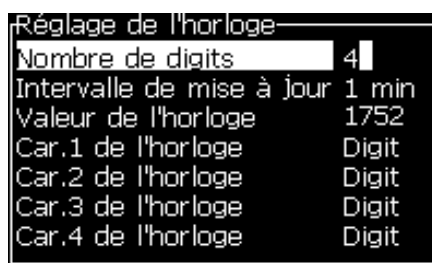 Réglage de l'horloge
Nombre de digits 4
Intervalle de mise à jour 1 min
Valeur de l'horloge 1752
Car.1 de l'horloge Digit
Car.2 de l'horloge Digit
Car.3 de l'horloge Digit
Car.4 de l'horloge Digit